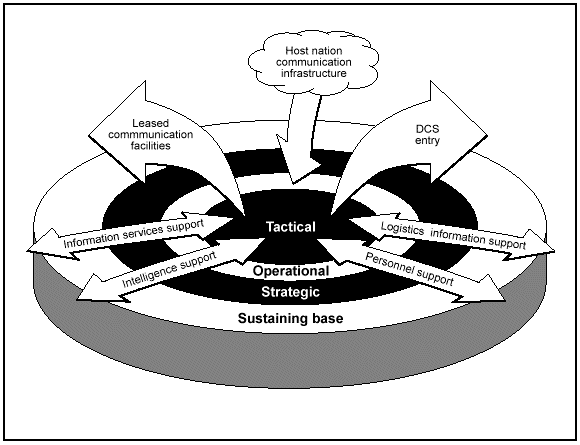 Host nation
communication
infrastructure
Leased
commmunication
facilities
DCS
entry
Tactical
Information services support
Logistics information support
Intelligence support
Personnel support
Operational
Strategic
Sustaining base